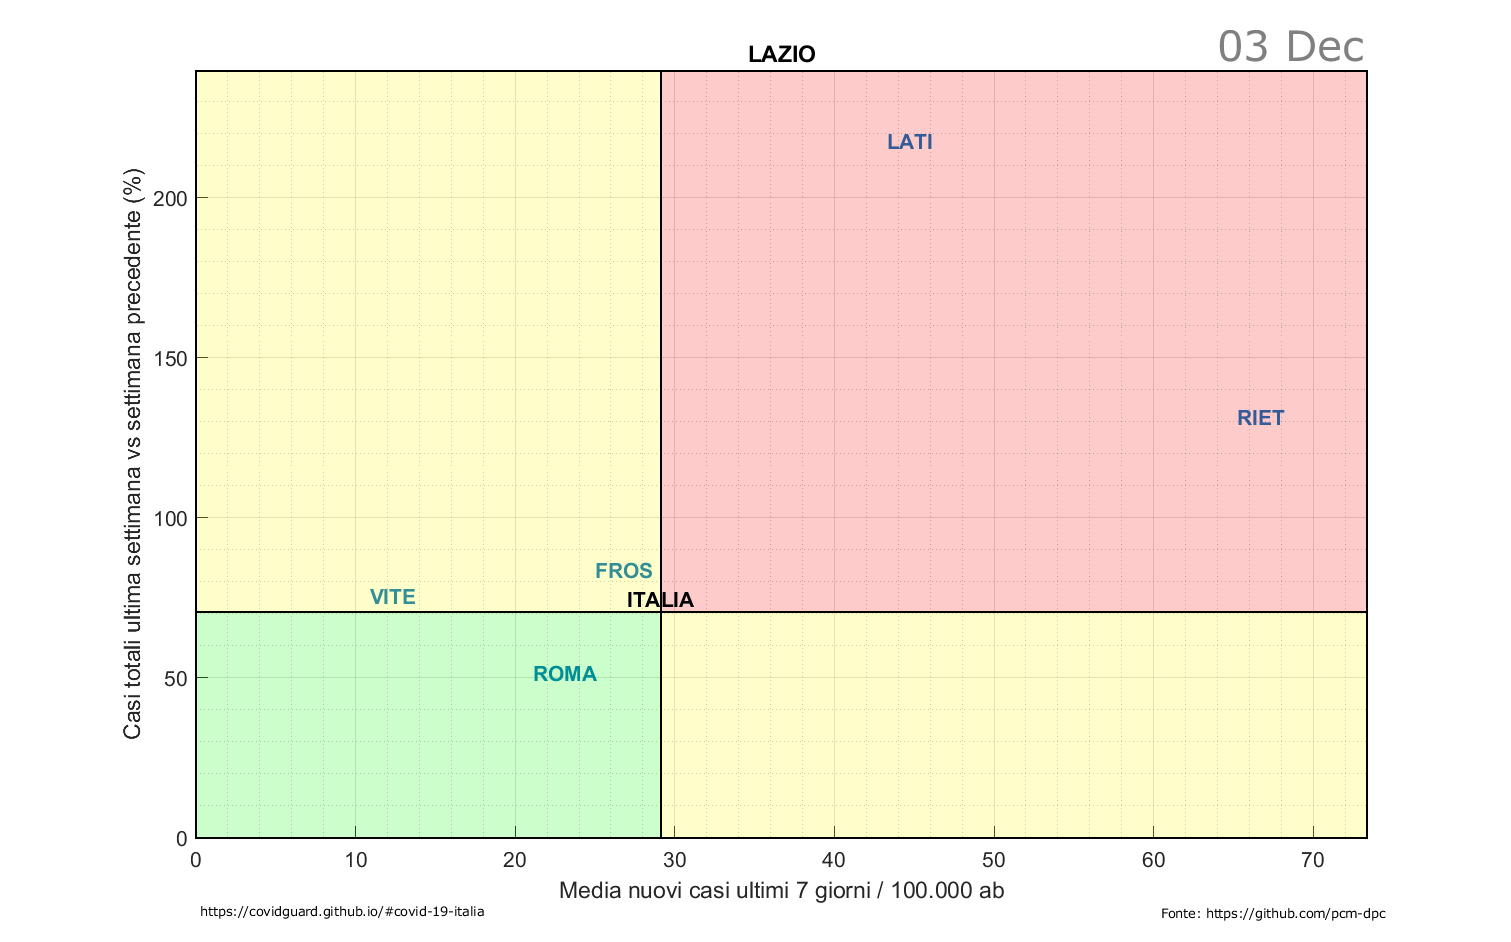 03 Dec
LAZIO
Casi totali ultima settimana vs settimana precedente (%)
200
150
100
50
0
LATI
RIET
FROS
VITE
ITALIA
ROMA
0 10 20 30 40 50 60 70
Media nuovi casi ultimi 7 giorni / 100.000 ab
https://covidguard.github.io/#covid-19-italia
Fonte: https://github.com/pcm-dpc